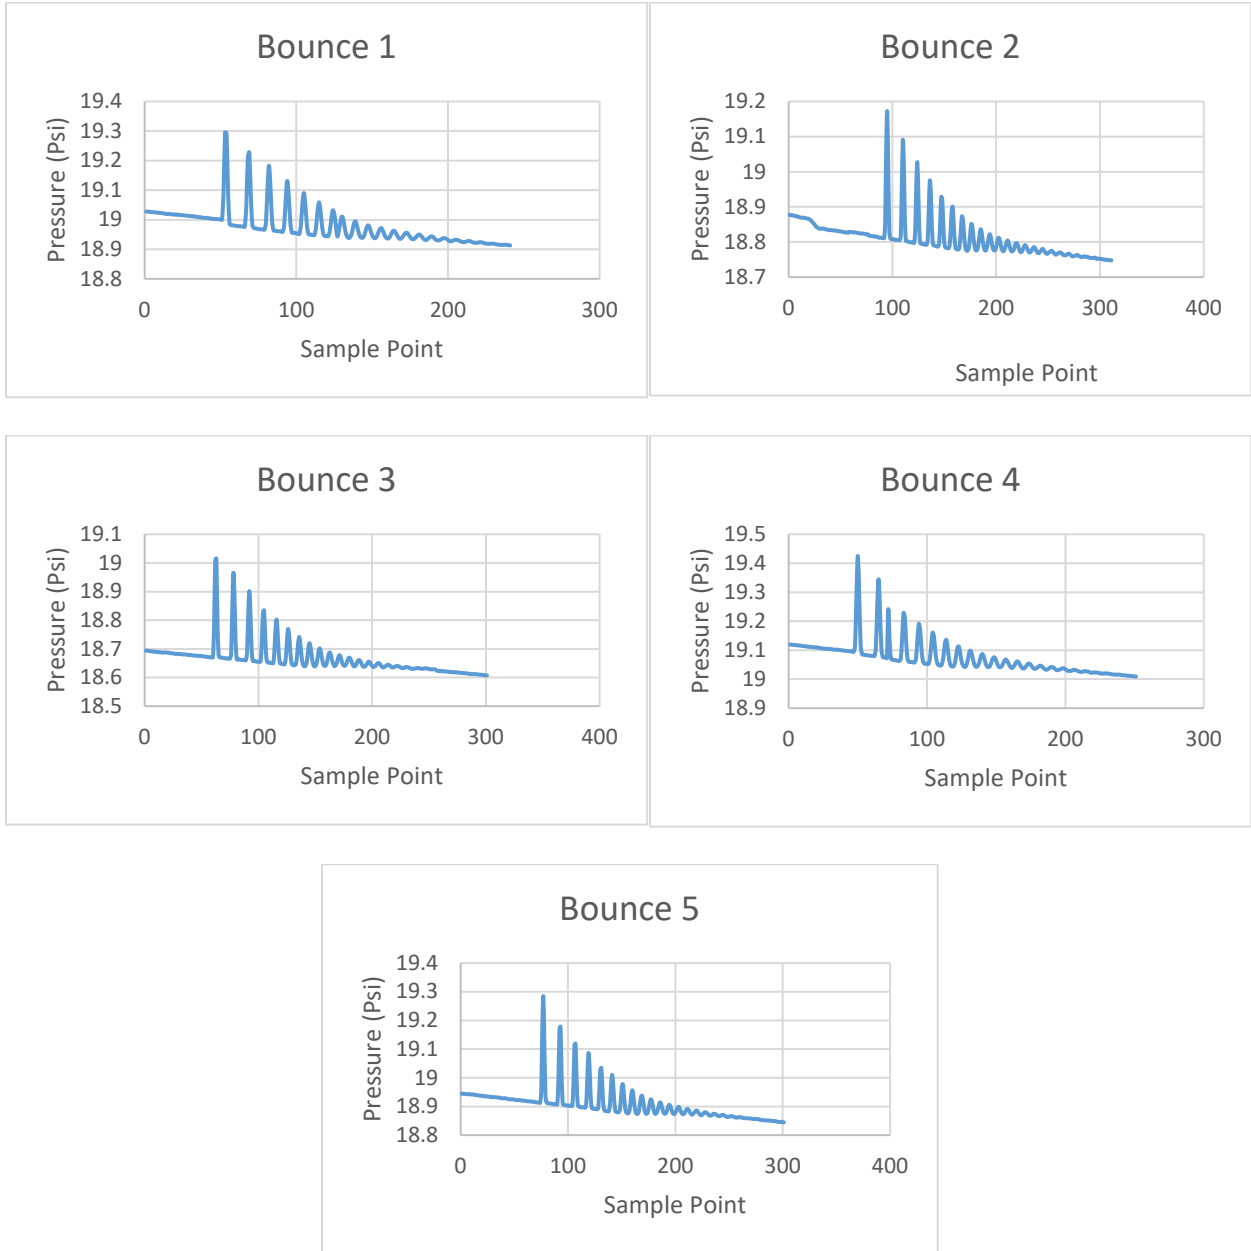 Bounce 1
19.4
19.3
19.2
19.1
19
18.9
18.8
Pressure (Psi)
0 100 200 300
Sample Point
Bounce 2
19.2
19.1
19
18.9
18.8
18.7
Pressure (Psi)
0 100 200 300 400
Sample Point
Bounce 3
19.1
19
18.9
18.8
18.7
18.6
18.5
Pressure (Psi)
0 100 200 300 400
Sample Point
Bounce 4
19.5
19.4
19.3
19.2
19.1
19
18.9
Pressure (Psi)
0 100 200 300
Sample Point
Bounce 5
19.4
19.3
19.2
19.1
19
18.9
18.8
Pressure (Psi)
0 100 200 300 400
Sample Point